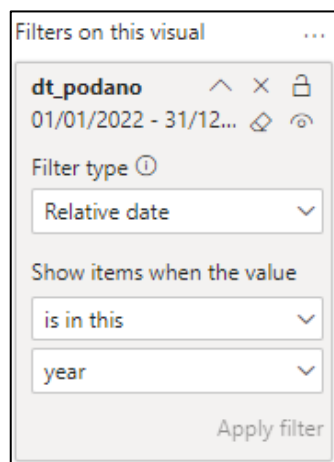 Filters on this visual ...
dt_podano
01/01/2022 - 31/12...
Filter type
Relative date
Show items when the value
is in this
year
Apply filter